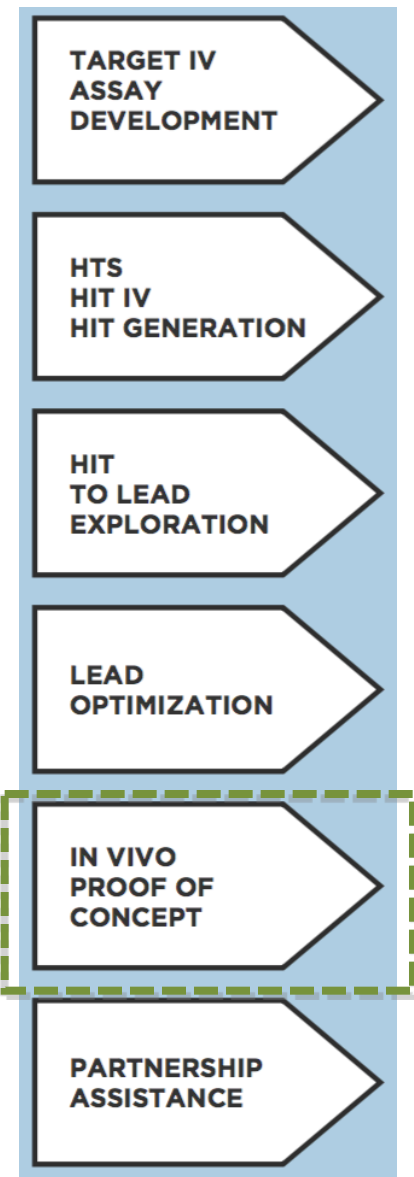 TARGET IV
ASSAY
DEVELOPMENT
HTS
HIT IV
HIT GENERATION
HIT
TO LEAD
EXPLORATION
LEAD
OPTIMIZATION
IN VIVO
PROOF OF
CONCEPT
PARTNERSHIP
ASSISTANCE